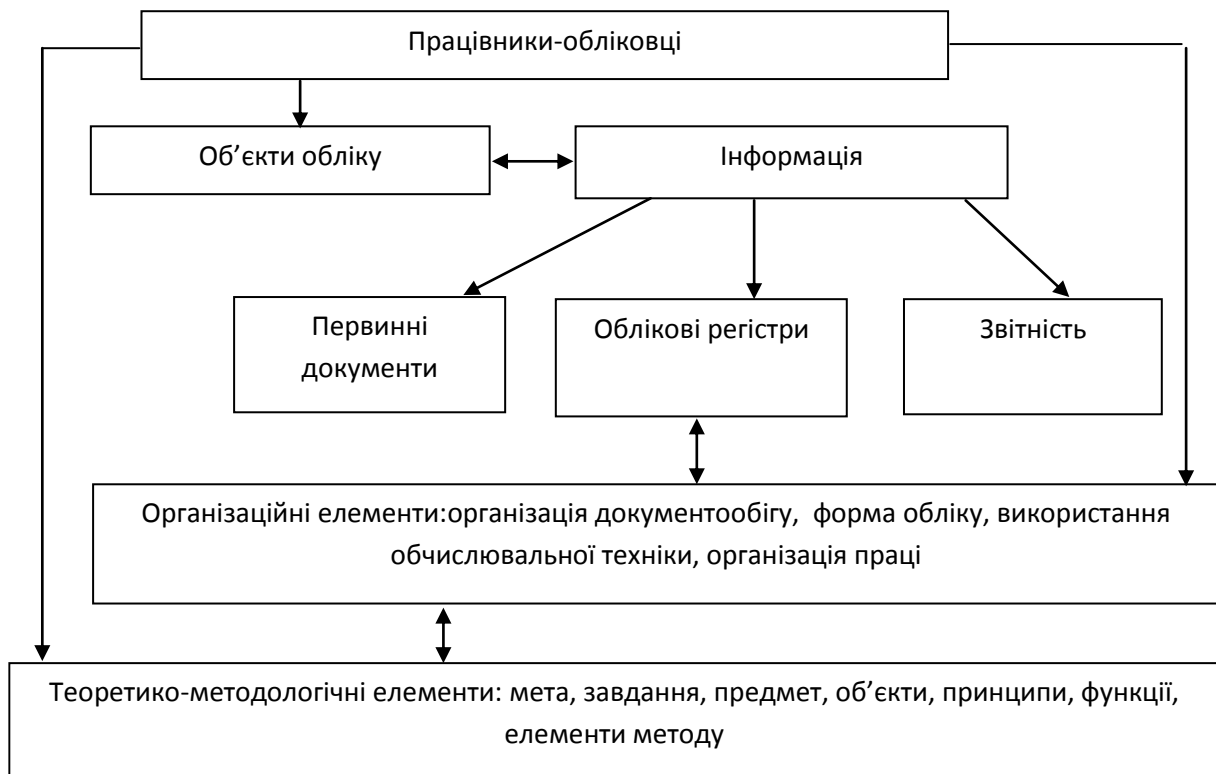 Працівники-обліковці
Об’єкти обліку
Інформація
Первинні
документи
Облікові регістри
Звітність
Організаційні елементи:організація документообігу, форма обліку, використання
обчислювальної техніки, організація праці
Теоретико-методологічні елементи: мета, завдання, предмет, об’єкти, принципи, функції,
елементи методу